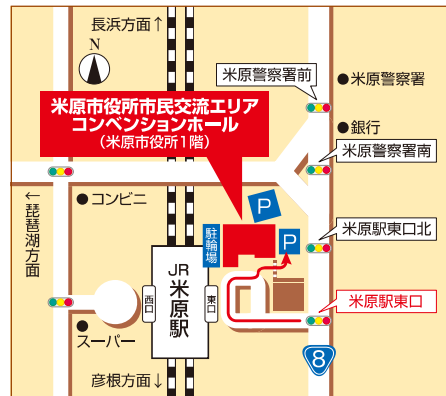 長浜方面↑
N
米原警察署前
●米原警察署
米原市役所市民交流エリア
コンベンションホール
（米原市役所1階）
●銀行
米原警察署南
←琵琶湖方面
●コンビニ
P
駐輪場
P
米原駅東口北
JR米原駅
西口
東口
米原駅東口
●スーパー
8
彦根方面↓